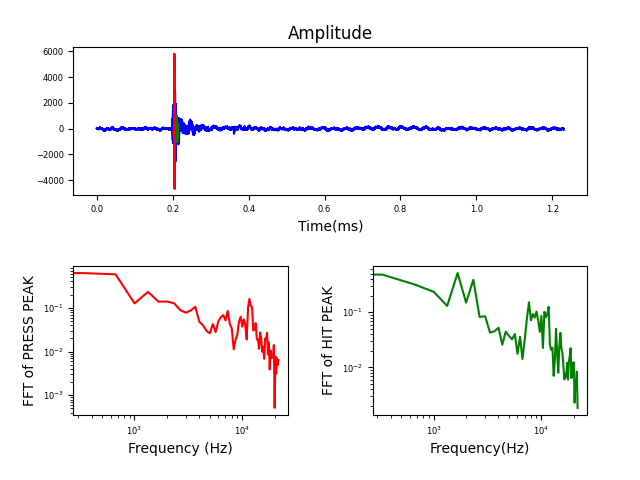 Amplitude
6000
4000
2000
0
−2000
−4000
0.0 0.2 0.4 0.6 0.8 1.0 1.2
Time(ms)
FFT of PRESS PEAK
10⁻¹
10⁻²
10⁻³
10³ 10⁴
Frequency (Hz)
FFT of HIT PEAK
10⁻¹
10⁻²
10³ 10⁴
Frequency(Hz)